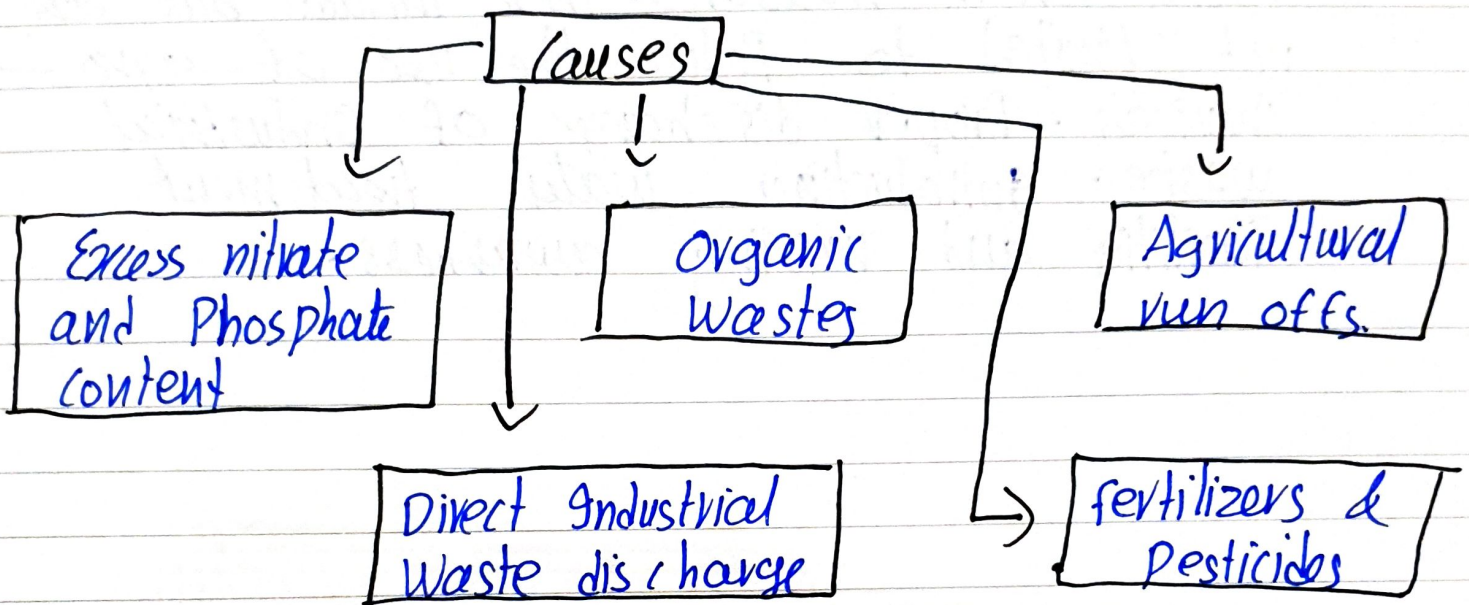 Causes
Excess nitrate
and Phosphate
content
Organic
Wastes
Agricultural
run offs.
Direct Industrial
Waste discharge
fertilizers &
Pesticides